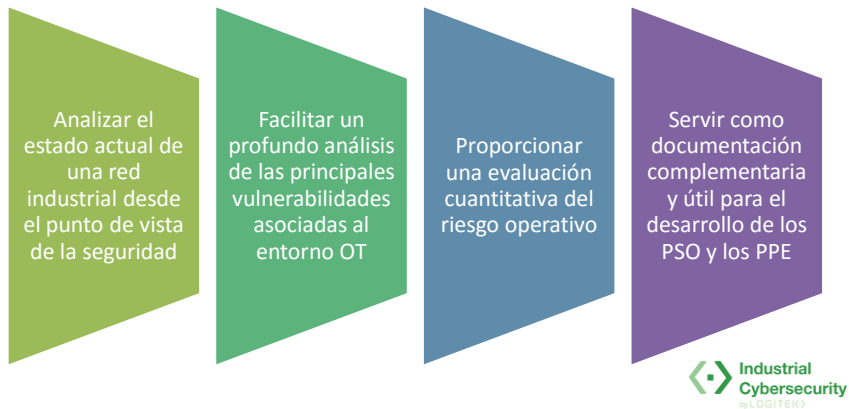 Analizar el
estado actual de
una red
industrial desde
el punto de vista
de la seguridad
Facilitar un
profundo análisis
de las principales
vulnerabilidades
asociadas al
entorno OT
Proporcionar
una evaluación
cuantitativa del
riesgo operativo
Servir como
documentación
complementaria
y útil para el
desarrollo de los
PSO y los PPE
Industrial
Cybersecurity
by LOGITEK